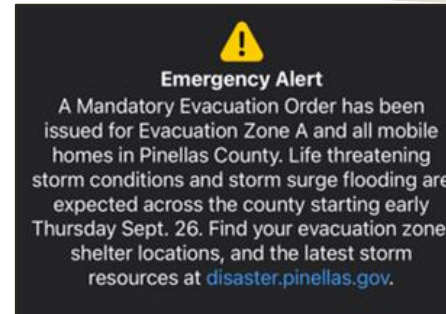 Emergency Alert
A Mandatory Evacuation Order has been
issued for Evacuation Zone A and all mobile
homes in Pinellas County. Life threatening
storm conditions and storm surge flooding are
expected across the county starting early
Thursday Sept. 26. Find your evacuation zone
shelter locations, and the latest storm
resources at disaster.pinellas.gov.